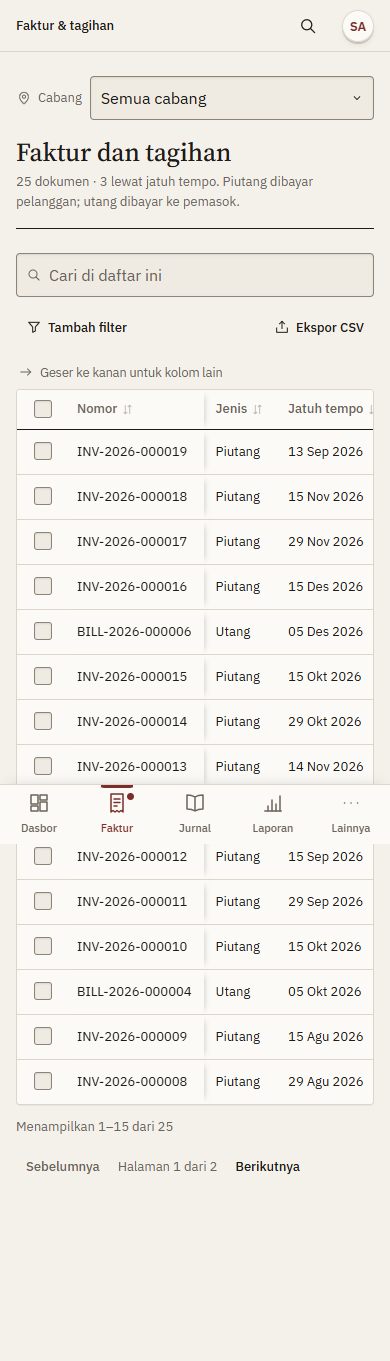 Faktur & tagihan
SA
Cabang
Semua cabang
Faktur dan tagihan
25 dokumen · 3 lewat jatuh tempo. Piutang dibayar
pelanggan; utang dibayar ke pemasok.
Cari di daftar ini
Tambah filter
Ekspor CSV
Geser ke kanan untuk kolom lain
Nomor Jenis Jatuh tempo
INV-2026-000019 Piutang 13 Sep 2026
INV-2026-000018 Piutang 15 Nov 2026
INV-2026-000017 Piutang 29 Nov 2026
INV-2026-000016 Piutang 15 Des 2026
BILL-2026-000006 Utang 05 Des 2026
INV-2026-000015 Piutang 15 Okt 2026
INV-2026-000014 Piutang 29 Okt 2026
INV-2026-000013 Piutang 14 Nov 2026
Dasbor Faktur Jurnal Laporan Lainnya
INV-2026-000012 Piutang 15 Sep 2026
INV-2026-000011 Piutang 29 Sep 2026
INV-2026-000010 Piutang 15 Okt 2026
BILL-2026-000004 Utang 05 Okt 2026
INV-2026-000009 Piutang 15 Agu 2026
INV-2026-000008 Piutang 29 Agu 2026
Menampilkan 1–15 dari 25
Sebelumnya Halaman 1 dari 2 Berikutnya